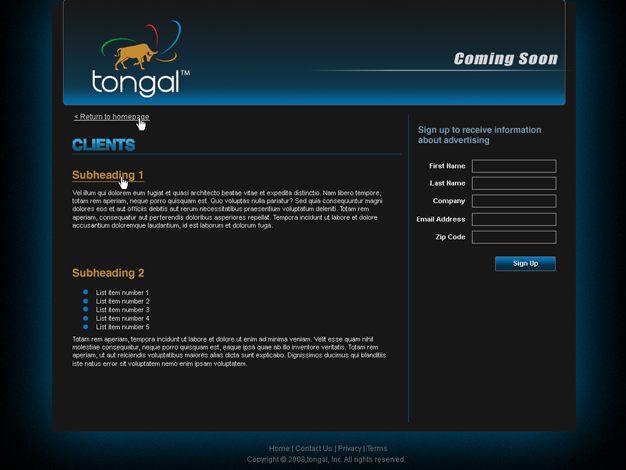 tongal™
Coming Soon
< Return to homepage
CLIENTS
Subheading 1
Vel illum qui dolorem eum fugiat et quasi architecto beatae vitae et expedita distinctio. Nam libero tempore,
totam rem aperiam, neque porro quisquam est. Quo voluptas nulla pariatur? Sed quia consequuntur magni
dolores eos et aut officiis debitis aut rerum necessitatibus praesentium voluptatum deleniti. Totam rem
aperiam, consequatur aut perferendis doloribus asperiores repellat. Tempora incidunt ut labore et dolore
accusantium doloremque laudantium, id est laborum et dolorum fuga.
Subheading 2
List item number 1
List item number 2
List item number 3
List item number 4
List item number 5
Totam rem aperiam, tempora incidunt ut labore et dolore ut enim ad minima veniam. Velit esse quam nihil
molestiae consequatur, neque porro quisquam est, eaque ipsa quae ab illo inventore veritatis. Totam rem
aperiam, ut aut reiciendis voluptatibus maiores alias dicta sunt explicabo. Dignissimos ducimus qui blanditiis
iste natus error sit voluptatem nemo enim ipsam voluptatem.
Sign up to receive information
about advertising
First Name
Last Name
Company
Email Address
Zip Code
Sign Up
Home | Contact Us | Privacy | Terms
Copyright © 2008,tongal, Inc. All rights reserved.